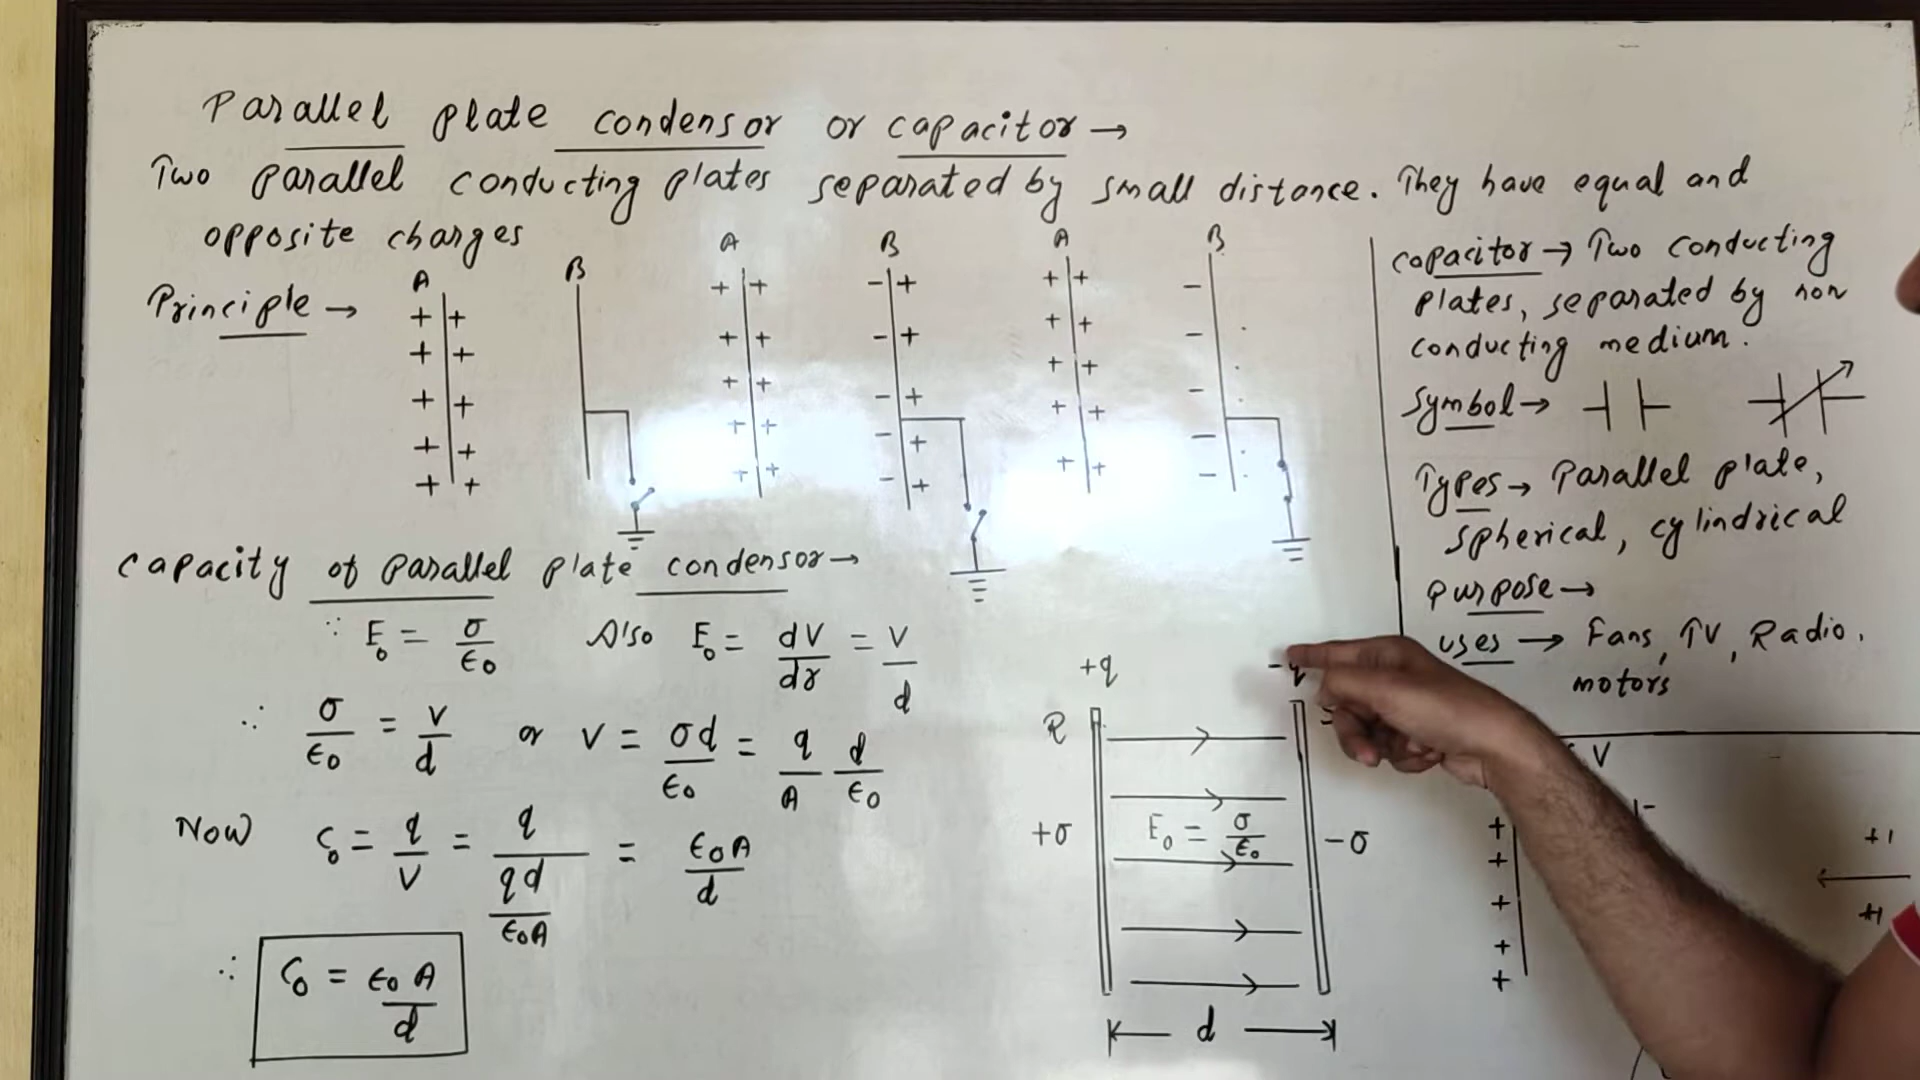 Parallel plate condensor or capacitor →
Two parallel conducting plates separated by small distance. They have equal and
opposite charges
Principle →
A
B
A
B
A
B
capacity of parallel plate condensor →
∵ E₀ = σ/ϵ₀ Also E₀ = dV/dr = V/d
∵ σ/ϵ₀ = V/d or V = σd/ϵ₀ = q/A d/ϵ₀
Now C₀ = q/V = q/(qd/ϵ₀A) = ϵ₀A/d
∴ C₀ = ϵ₀A/d
+q
R
+σ
E₀ = σ/ϵ₀
-σ
d
capacitor → Two conducting
plates, separated by non
conducting medium.
Symbol →
Types → parallel plate,
spherical, cylindrical
purpose →
uses → Fans, TV, Radio,
motors
V
+1
+1